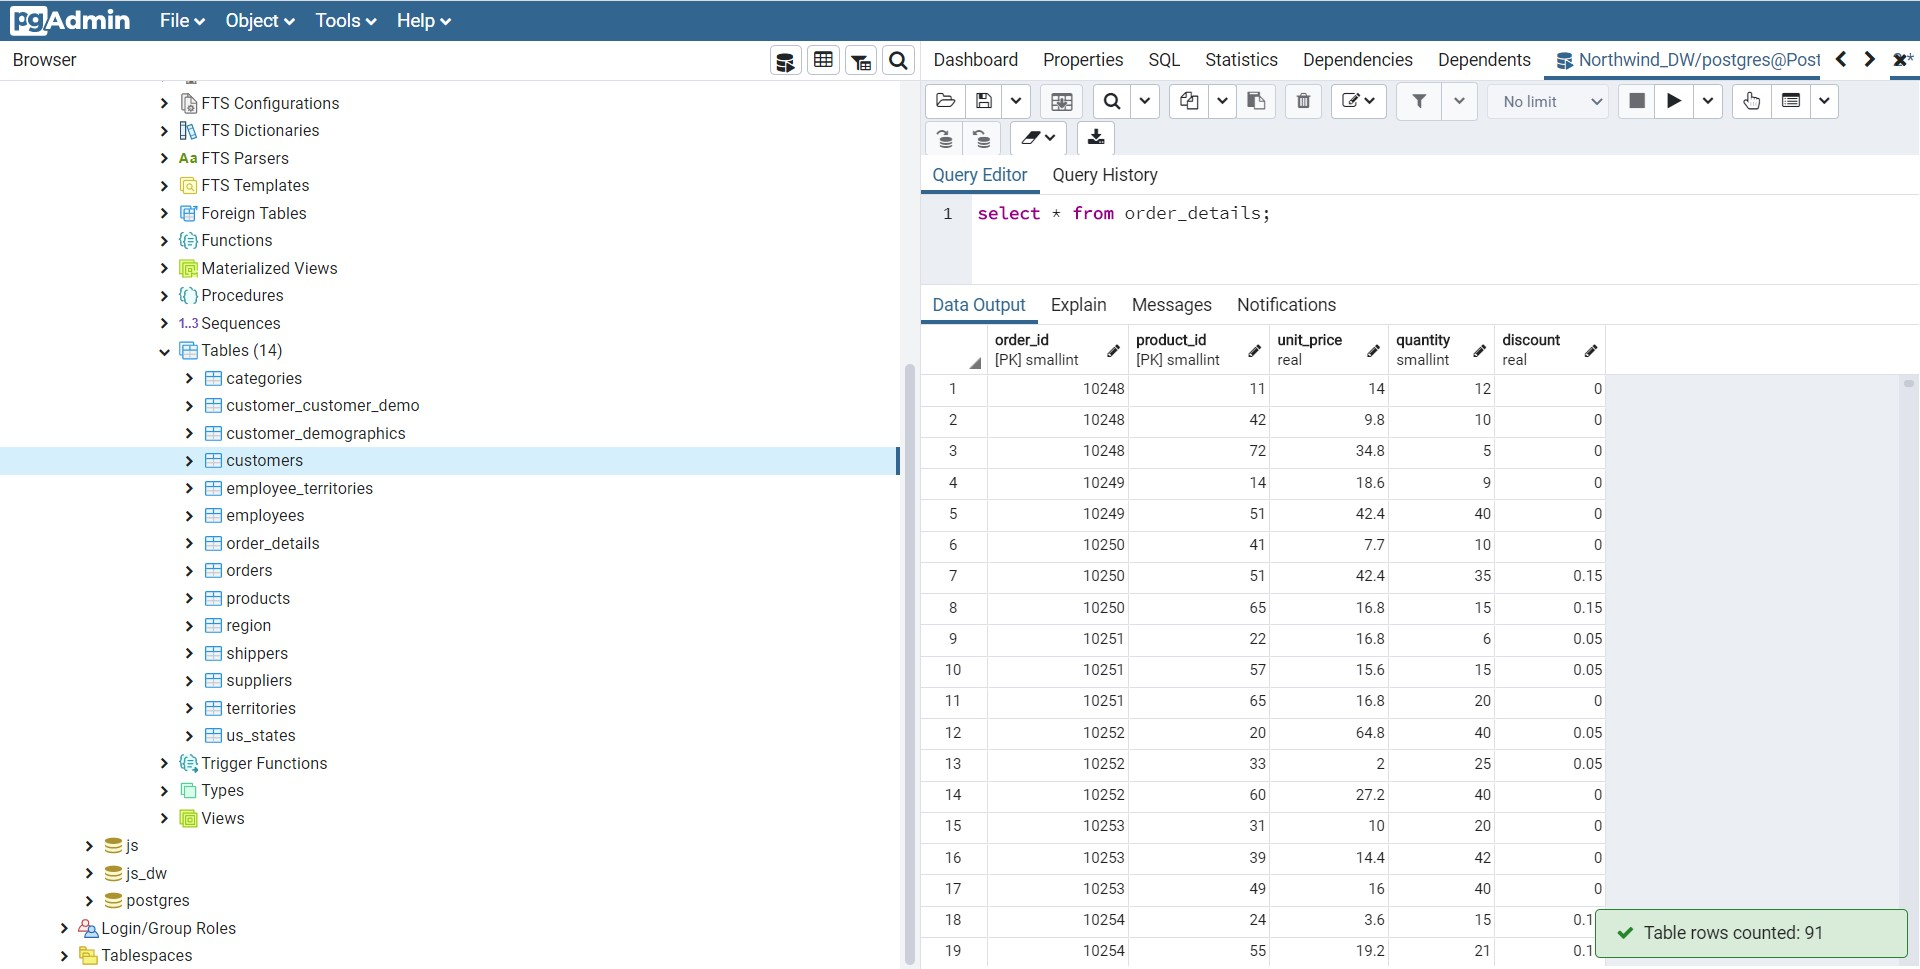 pgAdmin File Object Tools Help
Browser
FTS Configurations
FTS Dictionaries
Aa FTS Parsers
FTS Templates
Foreign Tables
Functions
Materialized Views
Procedures
1..3 Sequences
Tables (14)
categories
customer_customer_demo
customer_demographics
customers
employee_territories
employees
order_details
orders
products
region
shippers
suppliers
territories
us_states
Trigger Functions
Types
Views
js
js_dw
postgres
Login/Group Roles
Tablespaces
Dashboard Properties SQL Statistics Dependencies Dependents Northwind_DW/postgres@Post
No limit
Query Editor Query History
1 select * from order_details;
Data Output Explain Messages Notifications
order_id product_id unit_price quantity discount
[PK] smallint [PK] smallint real smallint real
1 10248 11 14 12 0
2 10248 42 9.8 10 0
3 10248 72 34.8 5 0
4 10249 14 18.6 9 0
5 10249 51 42.4 40 0
6 10250 41 7.7 10 0
7 10250 51 42.4 35 0.15
8 10250 65 16.8 15 0.15
9 10251 22 16.8 6 0.05
10 10251 57 15.6 15 0.05
11 10251 65 16.8 20 0
12 10252 20 64.8 40 0.05
13 10252 33 2 25 0.05
14 10252 60 27.2 40 0
15 10253 31 10 20 0
16 10253 39 14.4 42 0
17 10253 49 16 40 0
18 10254 24 3.6 15 0.1
19 10254 55 19.2 21 0.1
Table rows counted: 91